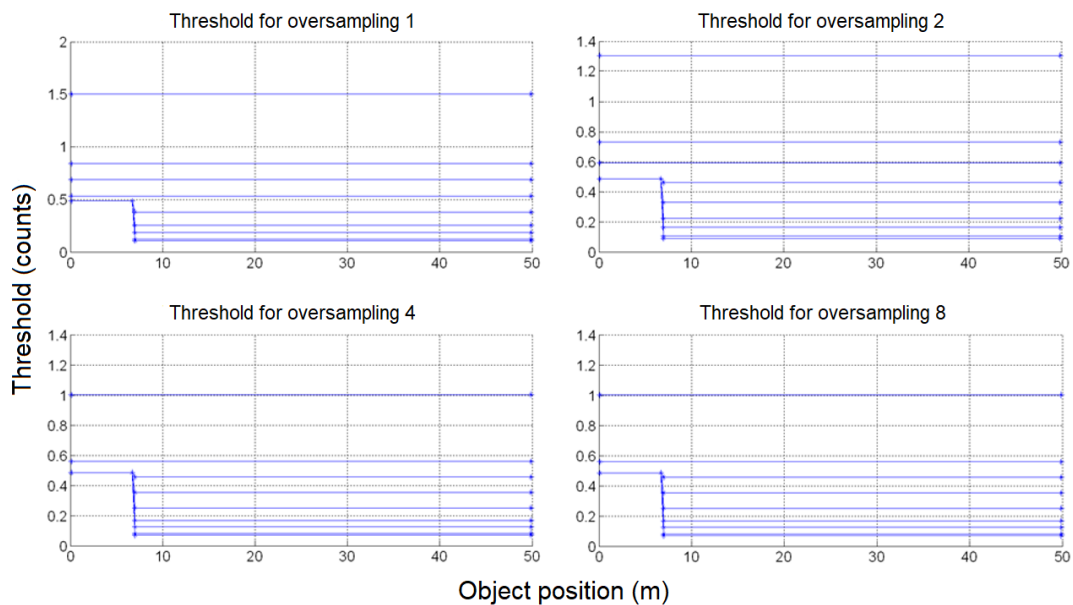 Threshold for oversampling 1
2
1.5
1
0.5
0
0 10 20 30 40 50
Threshold for oversampling 2
1.4
1.2
1
0.8
0.6
0.4
0.2
0
0 10 20 30 40 50
Threshold (counts)
Threshold for oversampling 4
1.4
1.2
1
0.8
0.6
0.4
0.2
0
0 10 20 30 40 50
Threshold for oversampling 8
1.4
1.2
1
0.8
0.6
0.4
0.2
0
0 10 20 30 40 50
Object position (m)